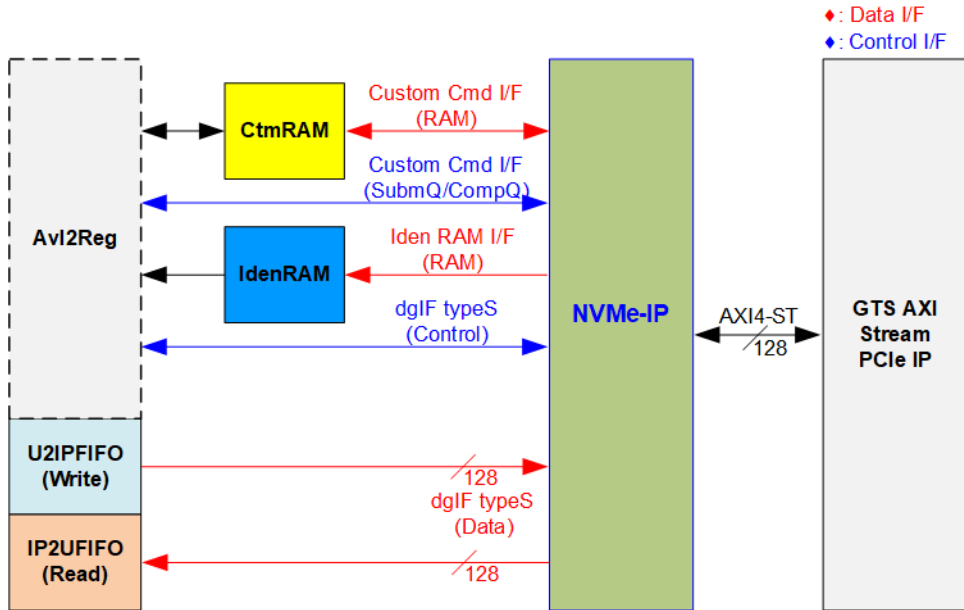 ♦: Data I/F
♦: Control I/F
Custom Cmd I/F
(RAM)
CtmRAM
Custom Cmd I/F
(SubmQ/CompQ)
Avl2Reg
Iden RAM I/F
(RAM)
IdenRAM
dgIF typeS
(Control)
NVMe-IP
AXI4-ST
128
GTS AXI
Stream
PCIe IP
U2IPFIFO
(Write)
128
dgIF typeS
(Data)
IP2UFIFO
(Read)
128